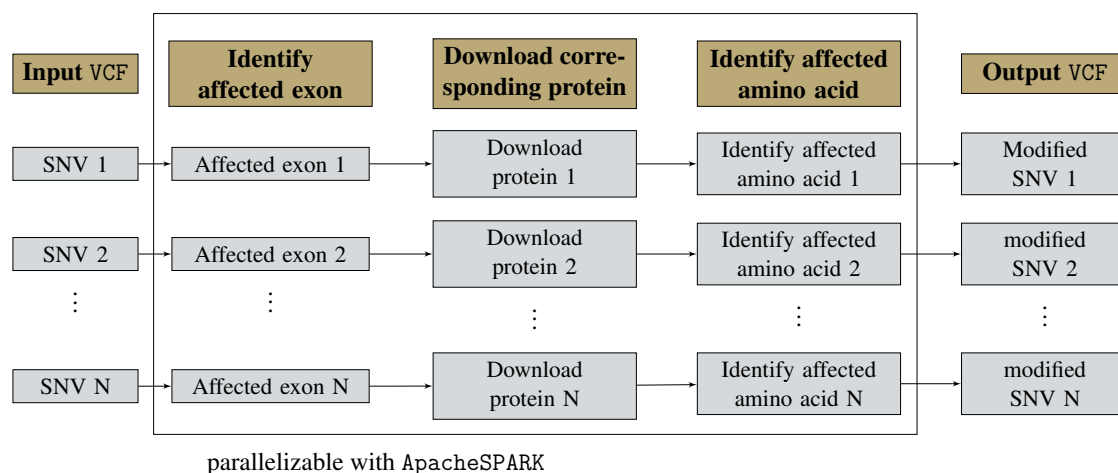 Input VCF
Identify
affected exon
Download corre-
sponding protein
Identify affected
amino acid
Output VCF
SNV 1
Affected exon 1
Download
protein 1
Identify affected
amino acid 1
Modified
SNV 1
SNV 2
Affected exon 2
Download
protein 2
Identify affected
amino acid 2
modified
SNV 2
SNV N
Affected exon N
Download
protein N
Identify affected
amino acid N
modified
SNV N
parallelizable with ApacheSPARK